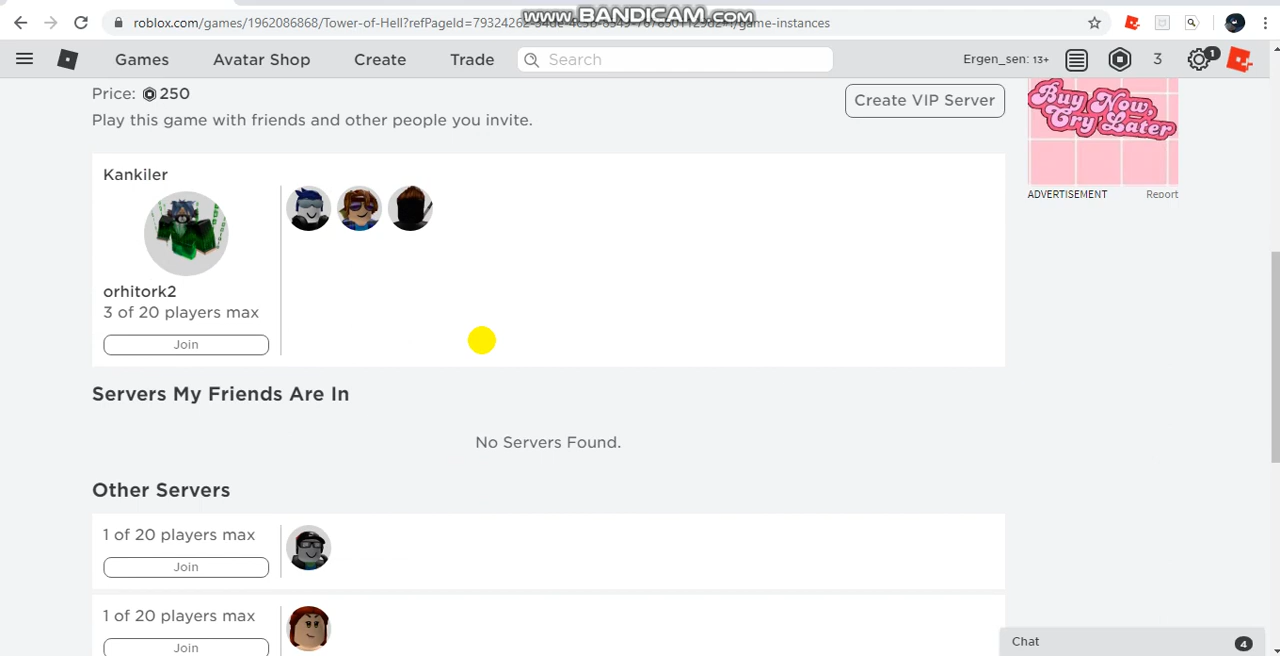 www.BANDICAM.com
roblox.com/games/1962086868/Tower-of-Hell?refPageId=79324262-
/game-instances
Games
Avatar Shop
Create
Trade
Search
Ergen_sen: 13+
3
1
Price: 250
Create VIP Server
Play this game with friends and other people you invite.
Buy Now,
Cry Later
ADVERTISEMENT
Report
Kankiler
orhitork2
3 of 20 players max
Join
Servers My Friends Are In
No Servers Found.
Other Servers
1 of 20 players max
Join
1 of 20 players max
Join
Chat
4